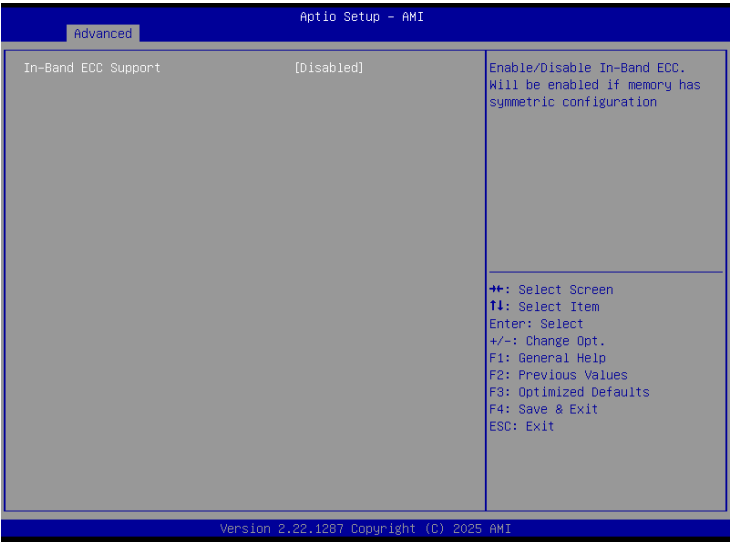 Aptio Setup – AMI
Advanced
In–Band ECC Support [Disabled]
Enable/Disable In–Band ECC.
Will be enabled if memory has
symmetric configuration
→←: Select Screen
↑↓: Select Item
Enter: Select
+/–: Change Opt.
F1: General Help
F2: Previous Values
F3: Optimized Defaults
F4: Save & Exit
ESC: Exit
Version 2.22.1287 Copyright (C) 2025 AMI